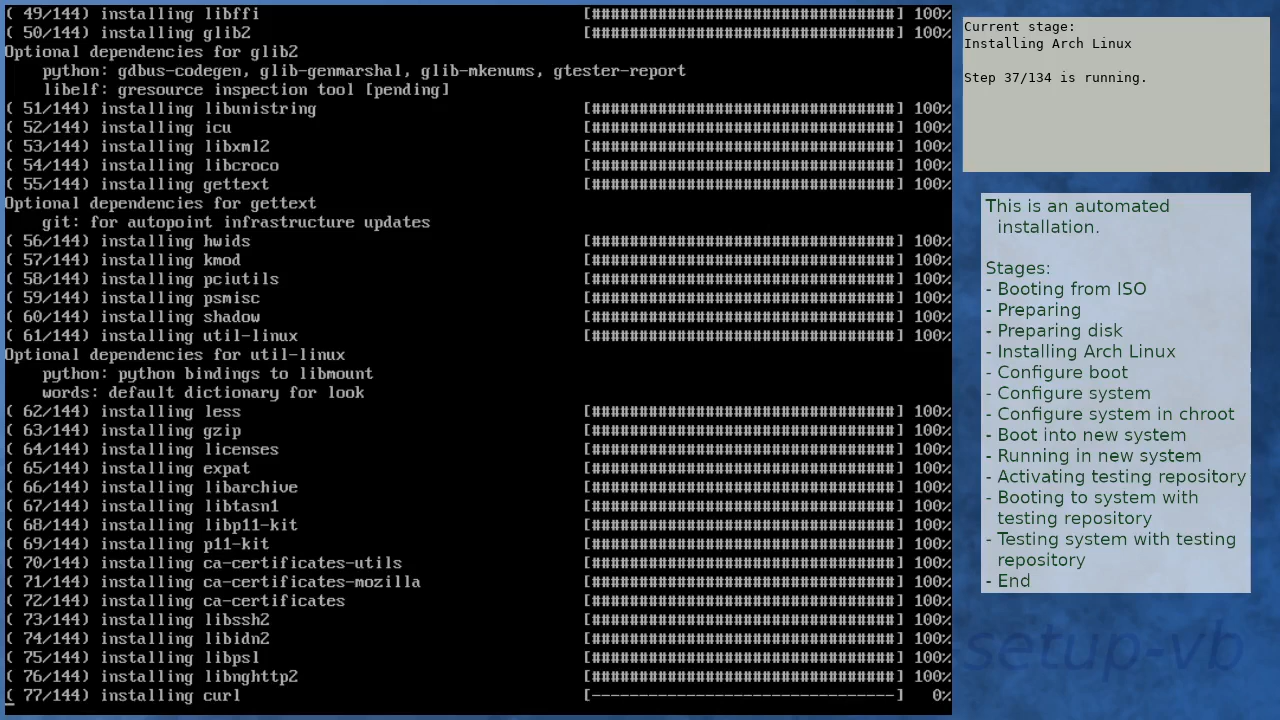 ( 49/144) installing libffi [################################] 100%
( 50/144) installing glib2 [################################] 100%
Optional dependencies for glib2
python: gdbus-codegen, glib-genmarshal, glib-mkenums, gtester-report
libelf: gresource inspection tool [pending]
( 51/144) installing libunistring [################################] 100%
( 52/144) installing icu [################################] 100%
( 53/144) installing libxml2 [################################] 100%
( 54/144) installing libcroco [################################] 100%
( 55/144) installing gettext [################################] 100%
Optional dependencies for gettext
git: for autopoint infrastructure updates
( 56/144) installing hwids [################################] 100%
( 57/144) installing kmod [################################] 100%
( 58/144) installing pciutils [################################] 100%
( 59/144) installing psmisc [################################] 100%
( 60/144) installing shadow [################################] 100%
( 61/144) installing util-linux [################################] 100%
Optional dependencies for util-linux
python: python bindings to libmount
words: default dictionary for look
( 62/144) installing less [################################] 100%
( 63/144) installing gzip [################################] 100%
( 64/144) installing licenses [################################] 100%
( 65/144) installing expat [################################] 100%
( 66/144) installing libarchive [################################] 100%
( 67/144) installing libtasn1 [################################] 100%
( 68/144) installing libp11-kit [################################] 100%
( 69/144) installing p11-kit [################################] 100%
( 70/144) installing ca-certificates-utils [################################] 100%
( 71/144) installing ca-certificates-mozilla [################################] 100%
( 72/144) installing ca-certificates [################################] 100%
( 73/144) installing libssh2 [################################] 100%
( 74/144) installing libidn2 [################################] 100%
( 75/144) installing libpsl [################################] 100%
( 76/144) installing libnghttp2 [################################] 100%
( 77/144) installing curl [--------------------------------] 0%
Current stage:
Installing Arch Linux
Step 37/134 is running.
This is an automated
installation.
Stages:
- Booting from ISO
- Preparing
- Preparing disk
- Installing Arch Linux
- Configure boot
- Configure system
- Configure system in chroot
- Boot into new system
- Running in new system
- Activating testing repository
- Booting to system with
testing repository
- Testing system with testing
repository
- End
setup-vb